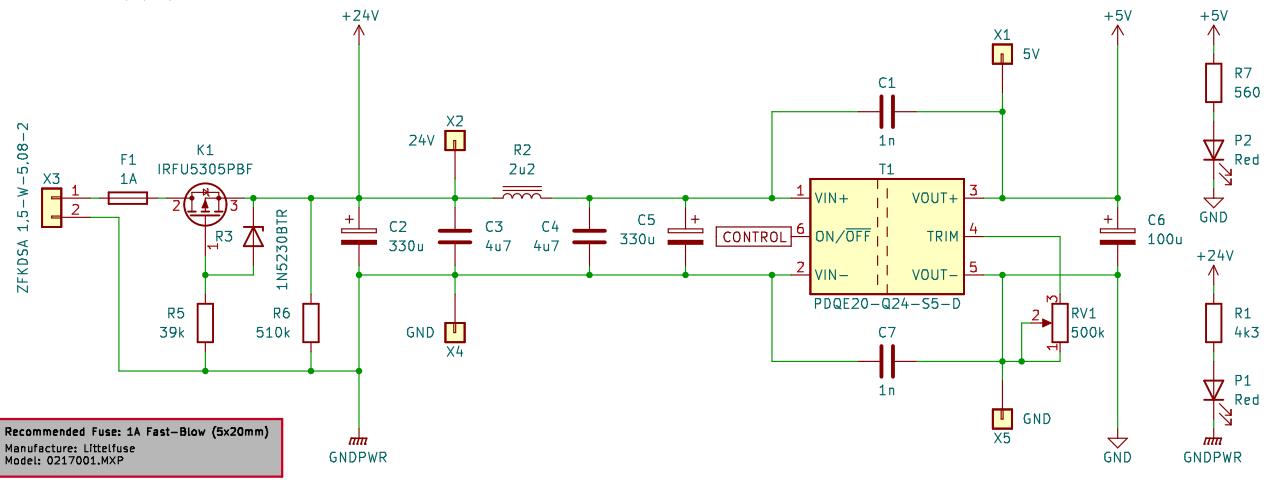 +24V
+5V
+5V
X1
5V
R7
560
C1
1n
X2
24V
P2
Red
ZFKDSA 1,5-W-5,08-2
X3
1
2
F1
1A
K1
IRFU5305PBF
2
3
1
R3
1N5230BTR
R2
2u2
T1
1
VIN+
VOUT+
3
6
ON/OFF
TRIM
4
2
VIN-
VOUT-
5
PDQE20-Q24-S5-D
CONTROL
GND
C2
330u
C3
4u7
C4
4u7
C5
330u
C6
100u
+24V
R5
39k
R6
510k
GND
X4
3
2
1
RV1
500k
R1
4k3
C7
1n
P1
Red
X5
GND
GNDPWR
GND
GNDPWR
Recommended Fuse: 1A Fast-Blow (5x20mm)
Manufacture: Littelfuse
Model: 0217001.MXP